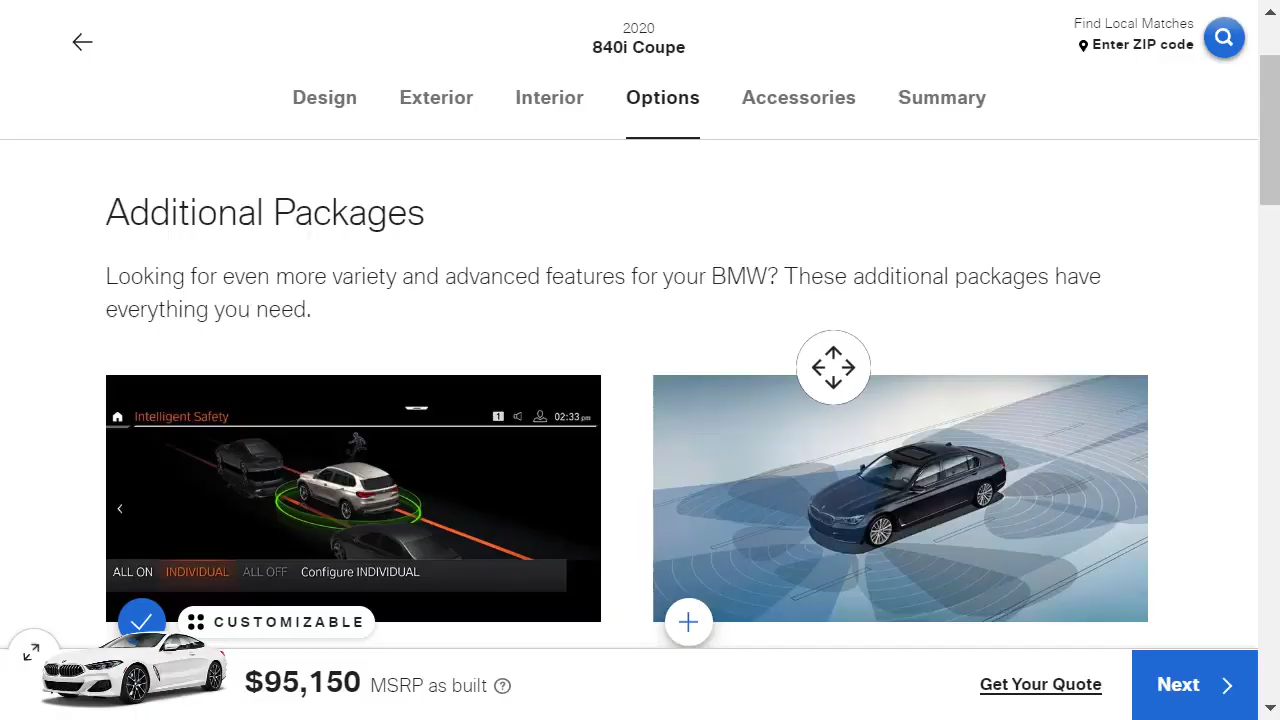 2020
840i Coupe
Find Local Matches
Enter ZIP code
Design Exterior Interior Options Accessories Summary
Additional Packages
Looking for even more variety and advanced features for your BMW? These additional packages have
everything you need.
Intelligent Safety
1 02:33 pm
ALL ON INDIVIDUAL ALL OFF Configure INDIVIDUAL
CUSTOMIZABLE
$95,150 MSRP as built ?
Get Your Quote
Next